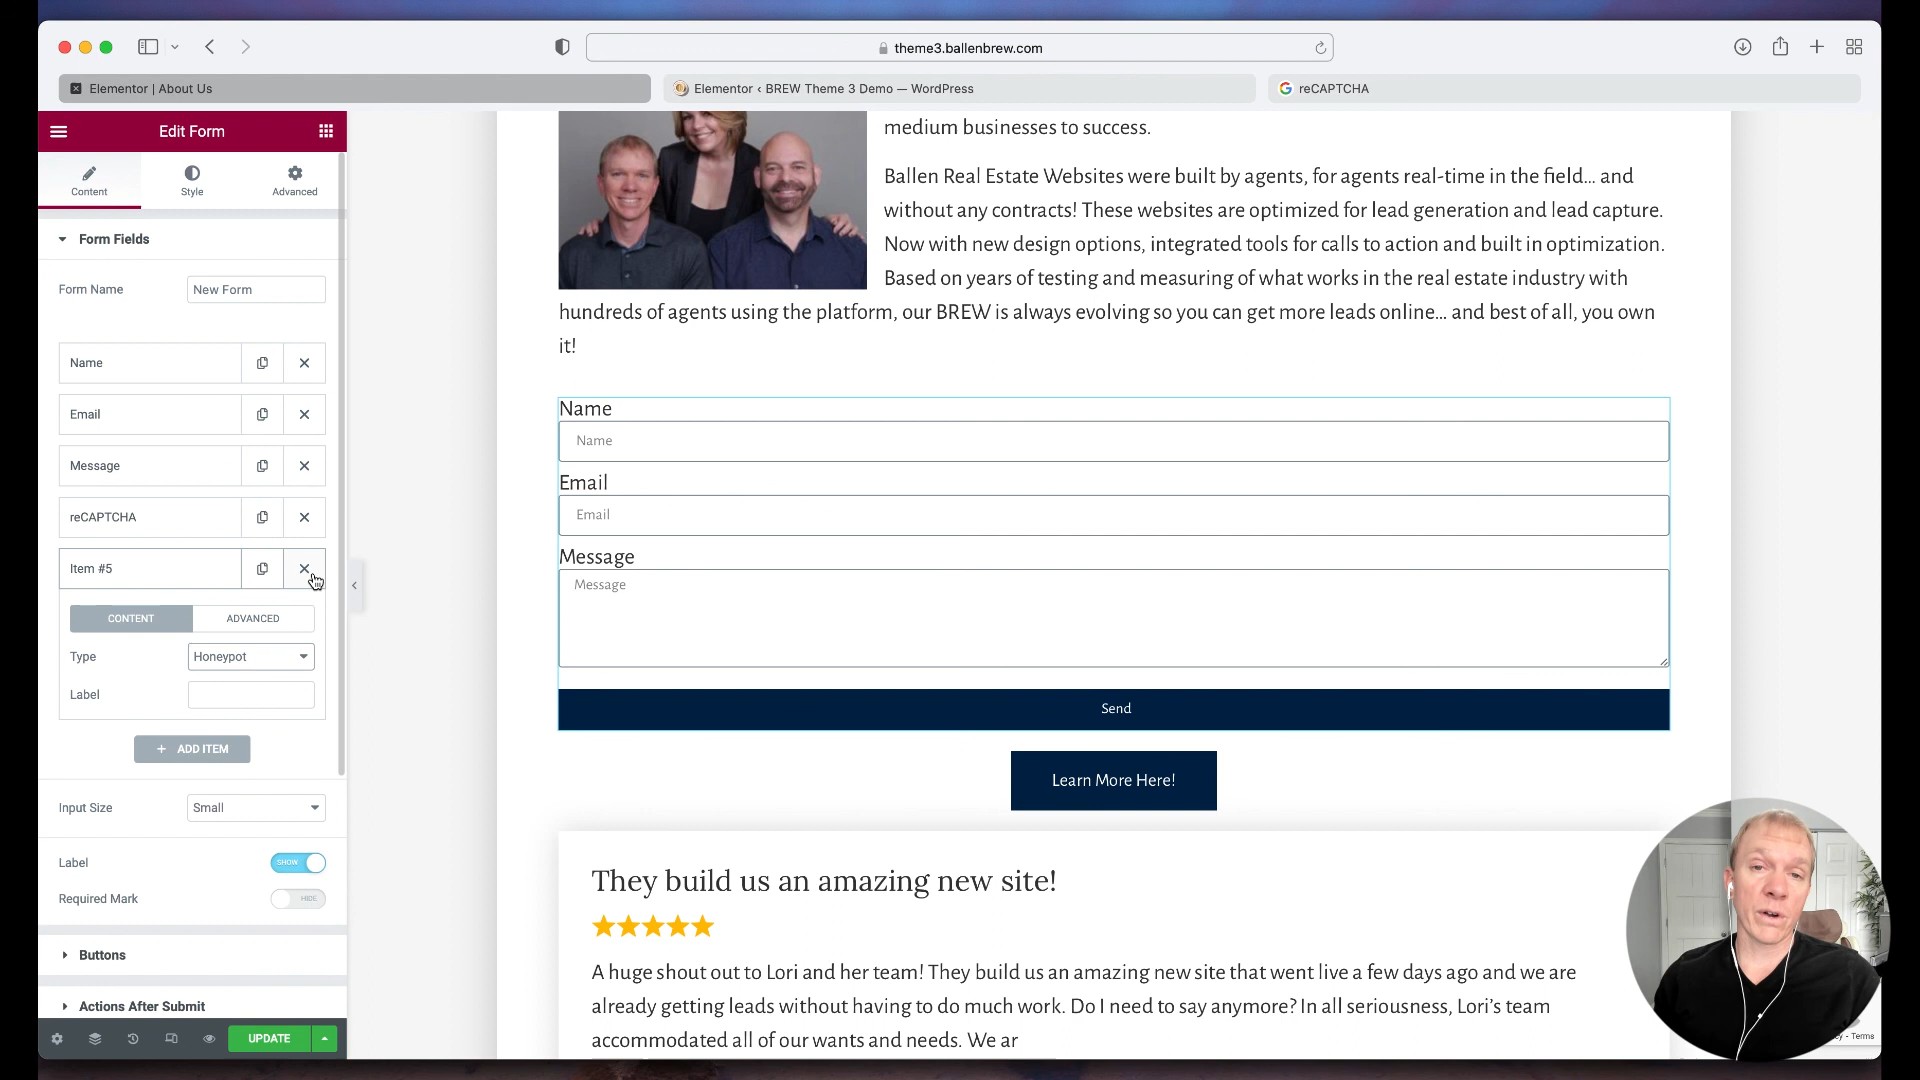 theme3.ballenbrew.com
Elementor | About Us
Elementor ‹ BREW Theme 3 Demo — WordPress
reCAPTCHA
Edit Form
Content
Style
Advanced
Form Fields
Form Name
New Form
Name
Email
Message
reCAPTCHA
Item #5
CONTENT
ADVANCED
Type
Honeypot
Label
ADD ITEM
Input Size
Small
Label
SHOW
Required Mark
HIDE
Buttons
Actions After Submit
UPDATE
medium businesses to success.
Ballen Real Estate Websites were built by agents, for agents real-time in the field… and
without any contracts! These websites are optimized for lead generation and lead capture.
Now with new design options, integrated tools for calls to action and built in optimization.
Based on years of testing and measuring of what works in the real estate industry with
hundreds of agents using the platform, our BREW is always evolving so you can get more leads online… and best of all, you own
it!
Name
Name
Email
Email
Message
Message
Send
Learn More Here!
They build us an amazing new site!
A huge shout out to Lori and her team! They build us an amazing new site that went live a few days ago and we are
already getting leads without having to do much work. Do I need to say anymore? In all seriousness, Lori's team
accommodated all of our wants and needs. We ar
- Terms